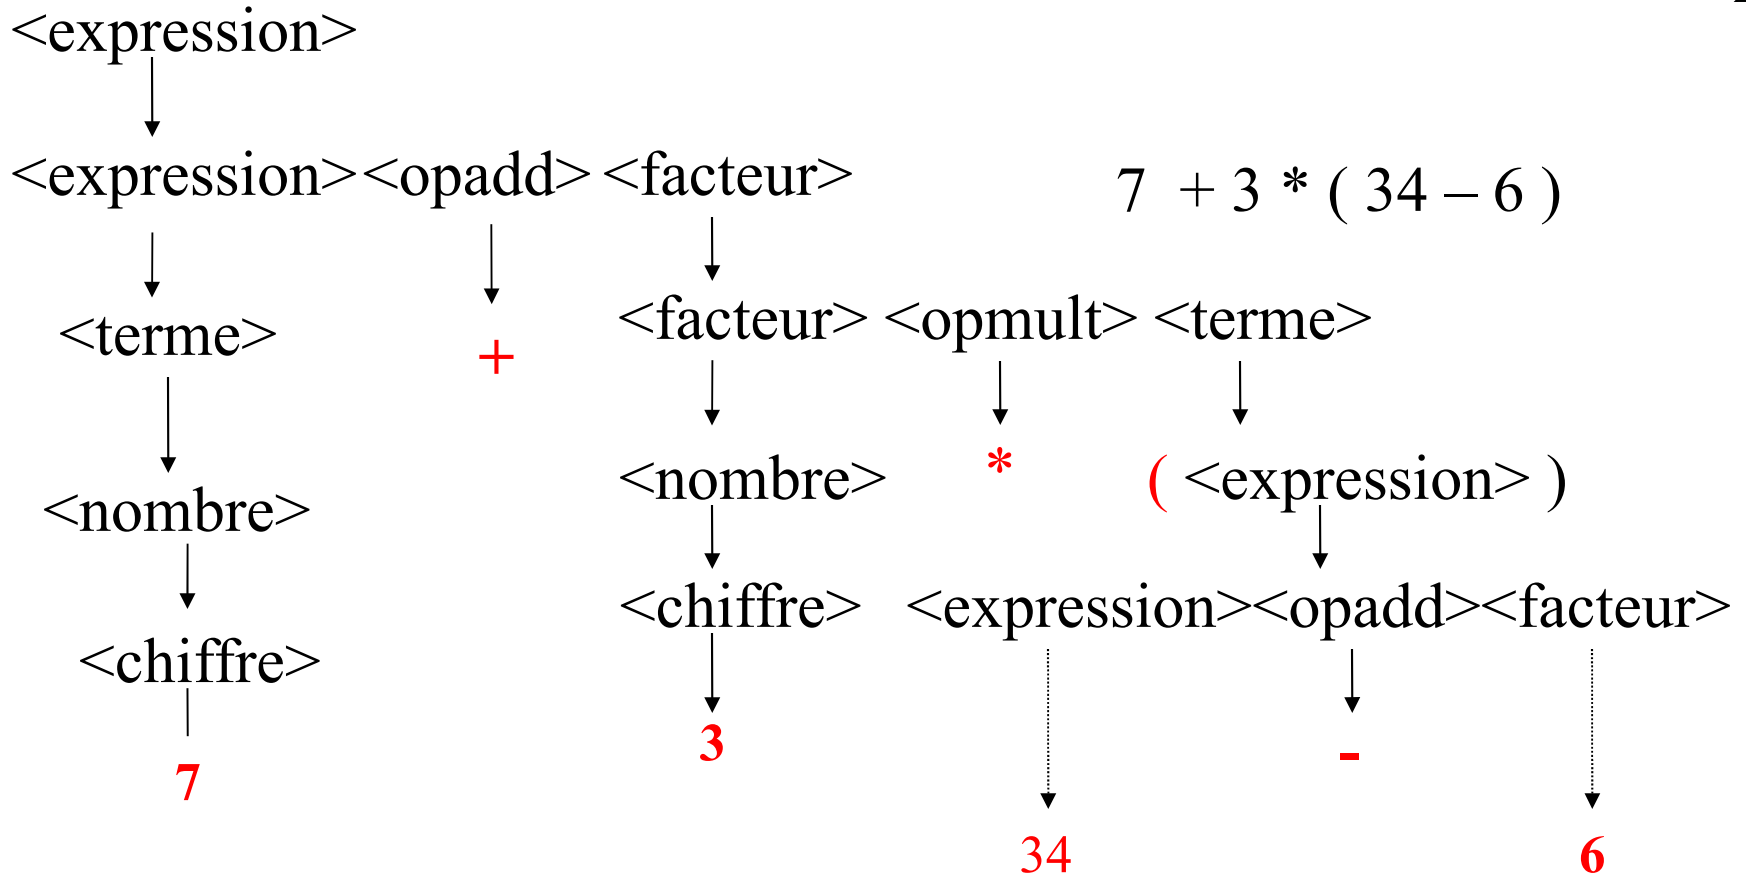 <expression>
<expression> <opadd> <facteur>
7 + 3 * ( 34 – 6 )
<terme>
+
<facteur> <opmult> <terme>
<nombre>
*
( <expression> )
<nombre>
<chiffre>
<expression><opadd><facteur>
<chiffre>
3
-
7
34
6